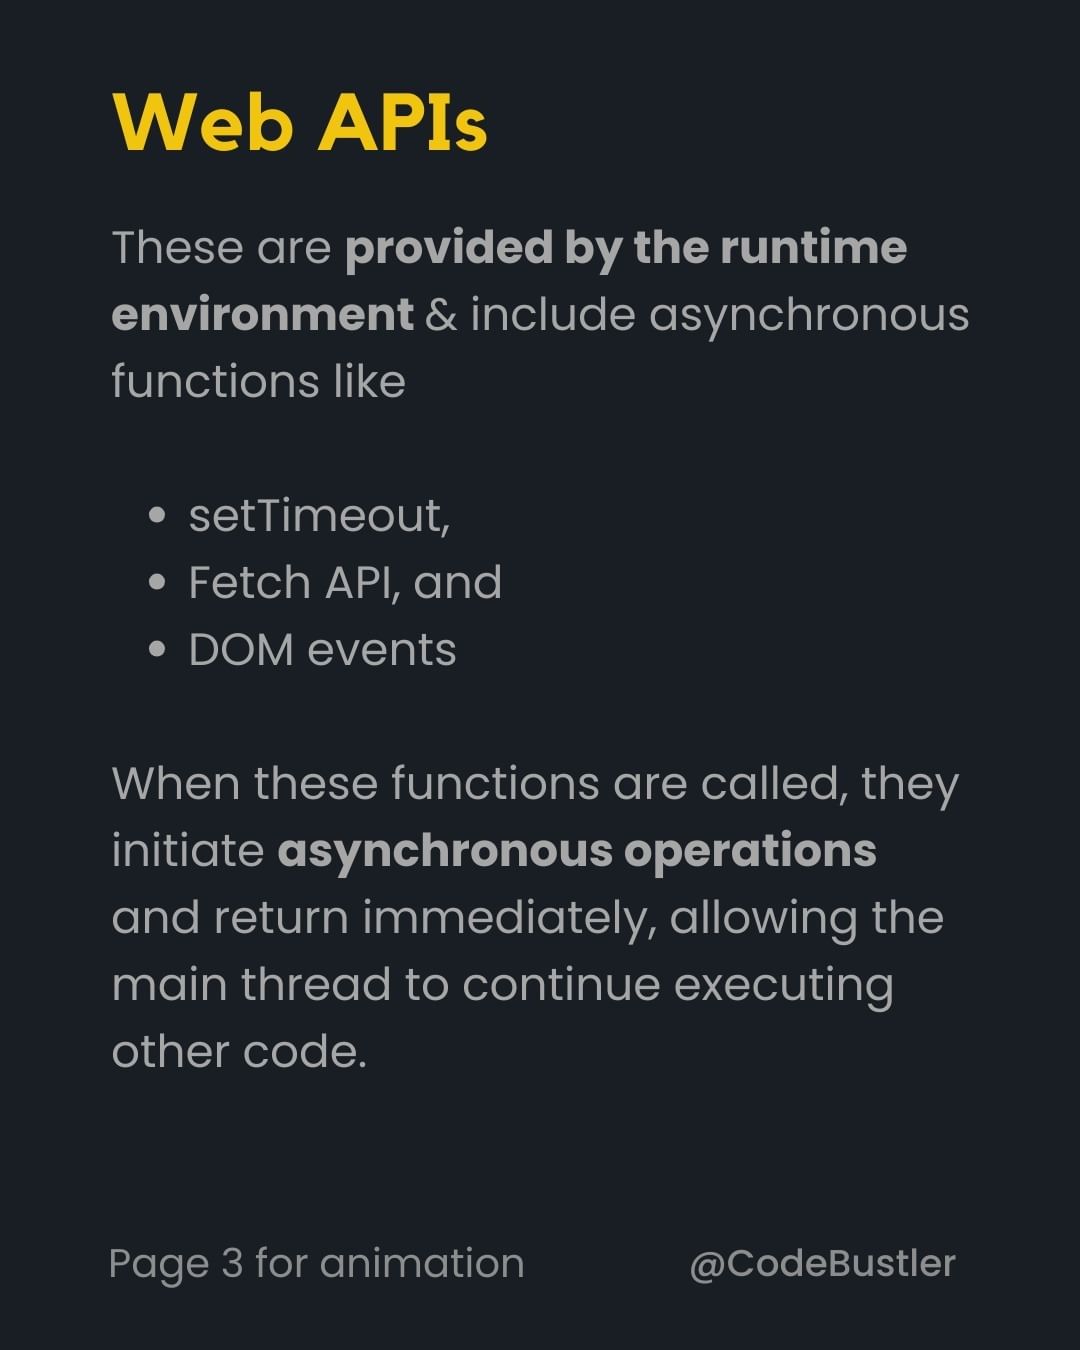 Web APIs
These are provided by the runtime
environment & include asynchronous
functions like
• setTimeout,
• Fetch API, and
• DOM events
When these functions are called, they
initiate asynchronous operations
and return immediately, allowing the
main thread to continue executing
other code.
Page 3 for animation
@CodeBustler